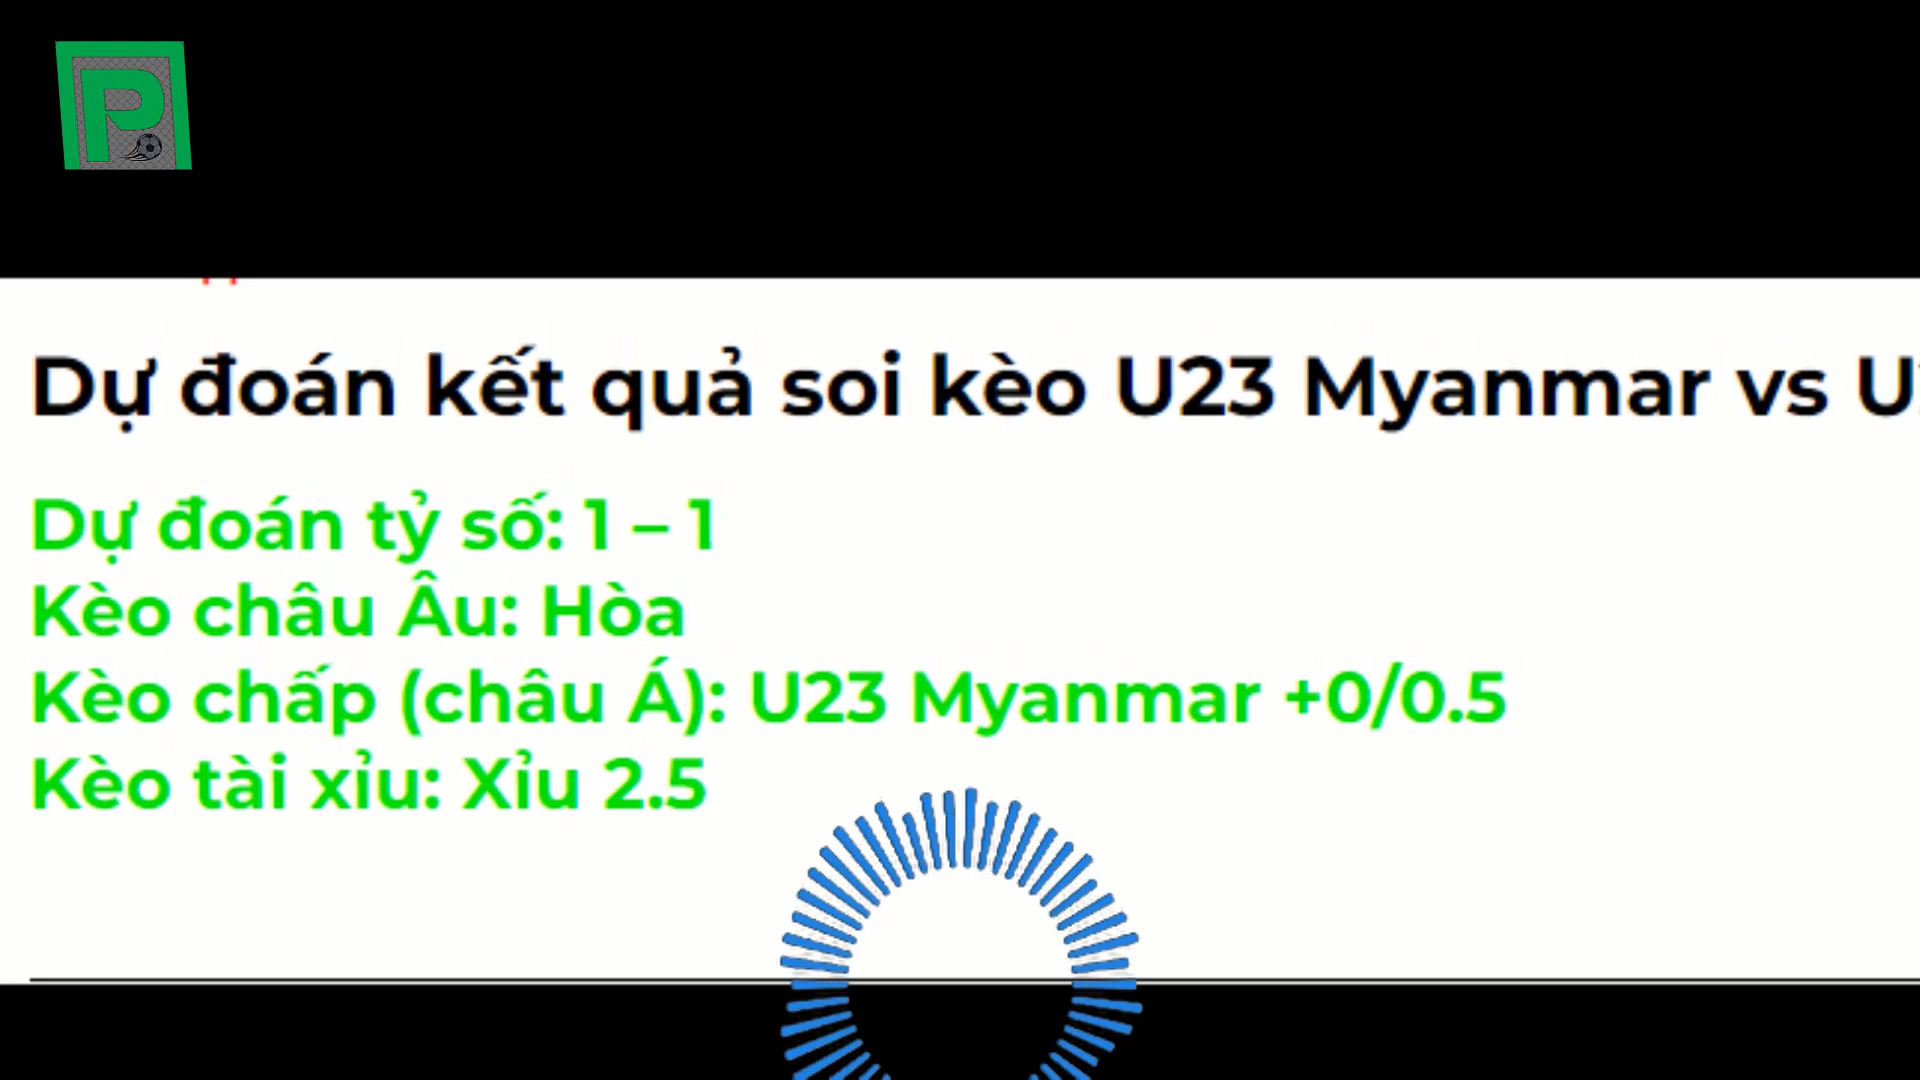 P
Dự đoán kết quả soi kèo U23 Myanmar vs
Dự đoán tỷ số: 1 – 1
Kèo châu Âu: Hòa
Kèo chấp (châu Á): U23 Myanmar +0/0.5
Kèo tài xỉu: Xỉu 2.5